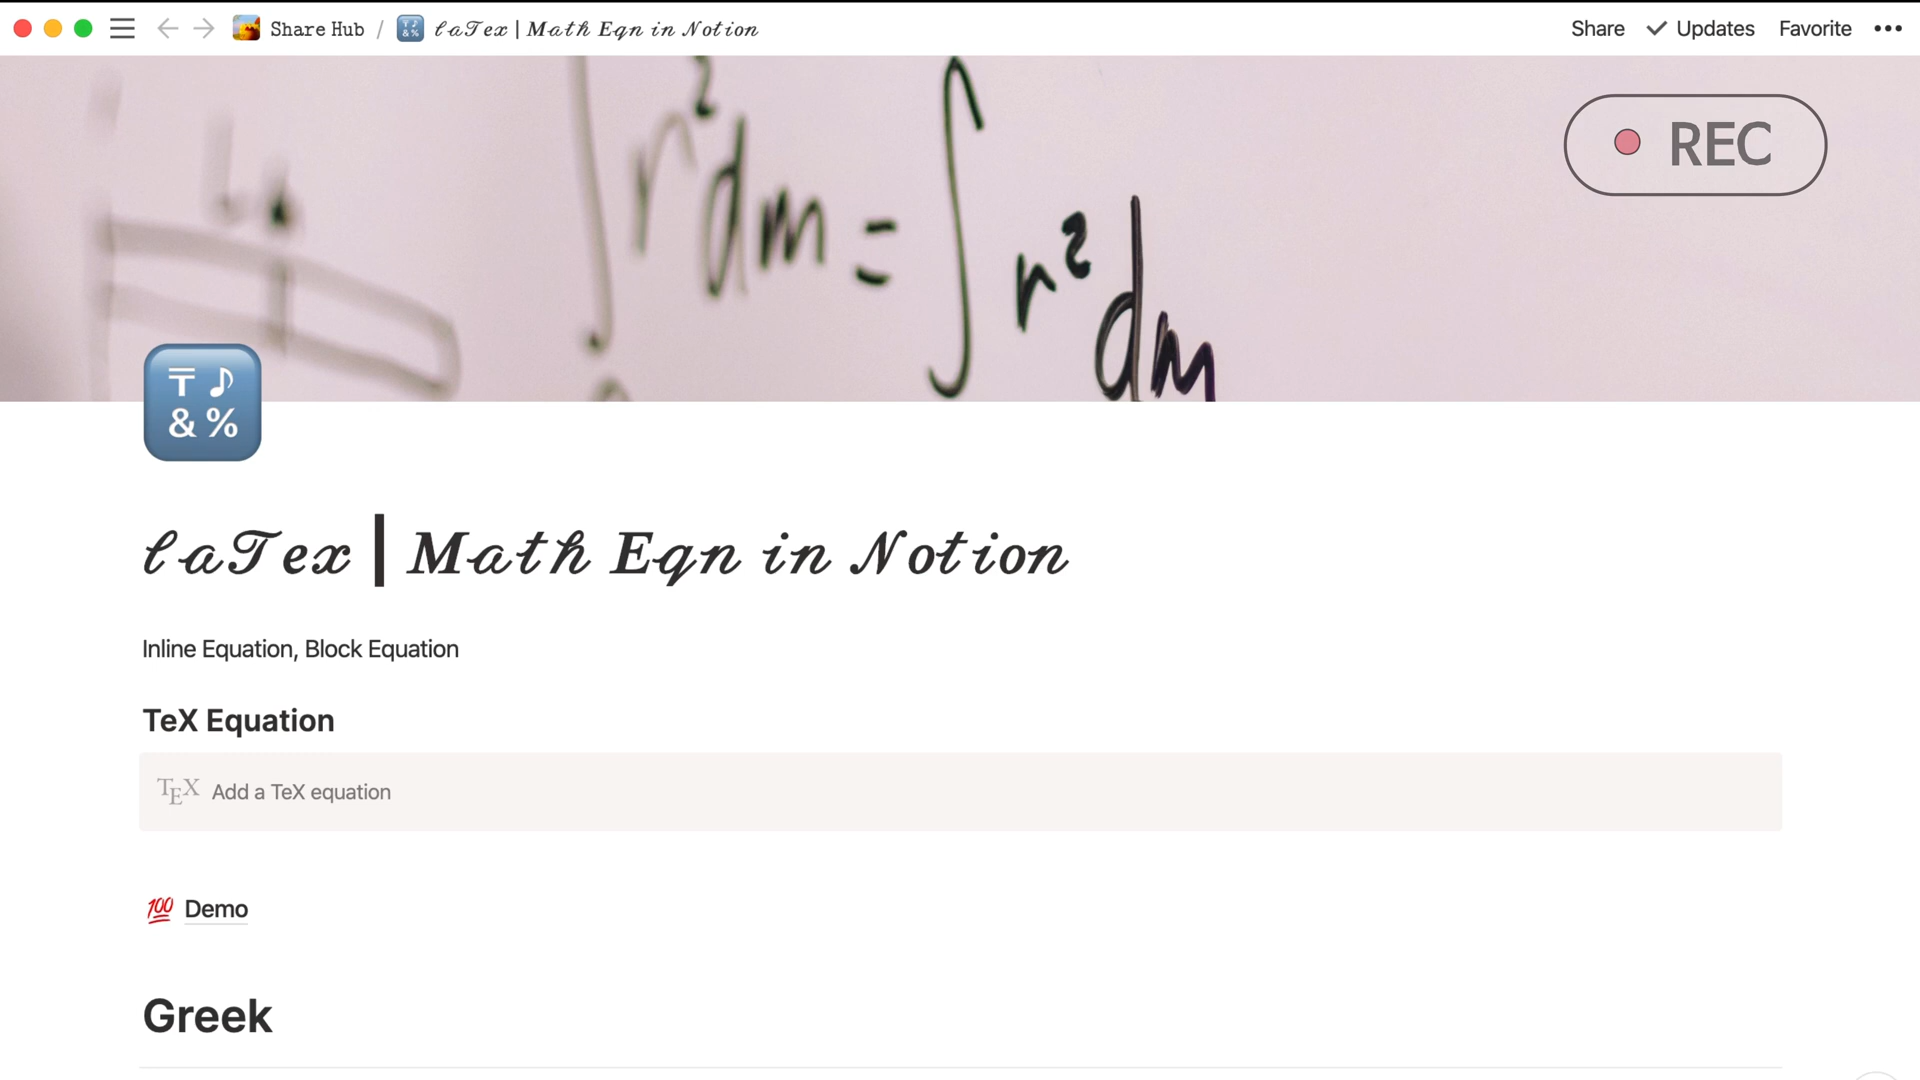 Share Hub / ℓaTex | Math Eqn in Notion Share Updates Favorite
∫r²dm = ∫r²dm
REC
ℓaTex | Math Eqn in Notion
Inline Equation, Block Equation
TeX Equation
TEX Add a TeX equation
💯 Demo
Greek